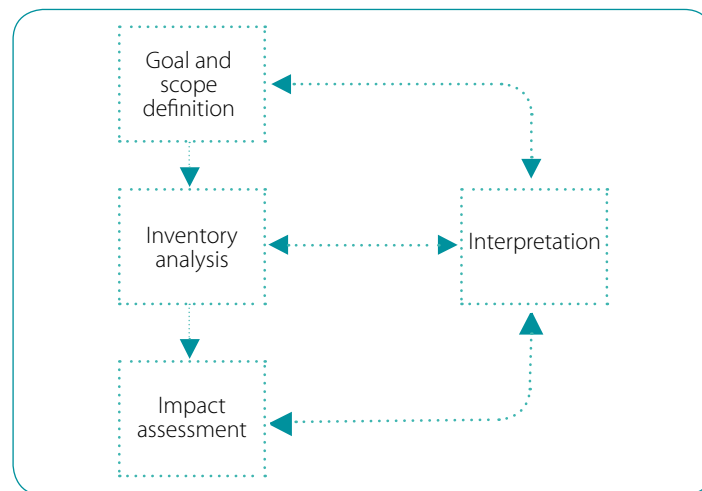 Goal and
scope
definition
Inventory
analysis
Interpretation
Impact
assessment